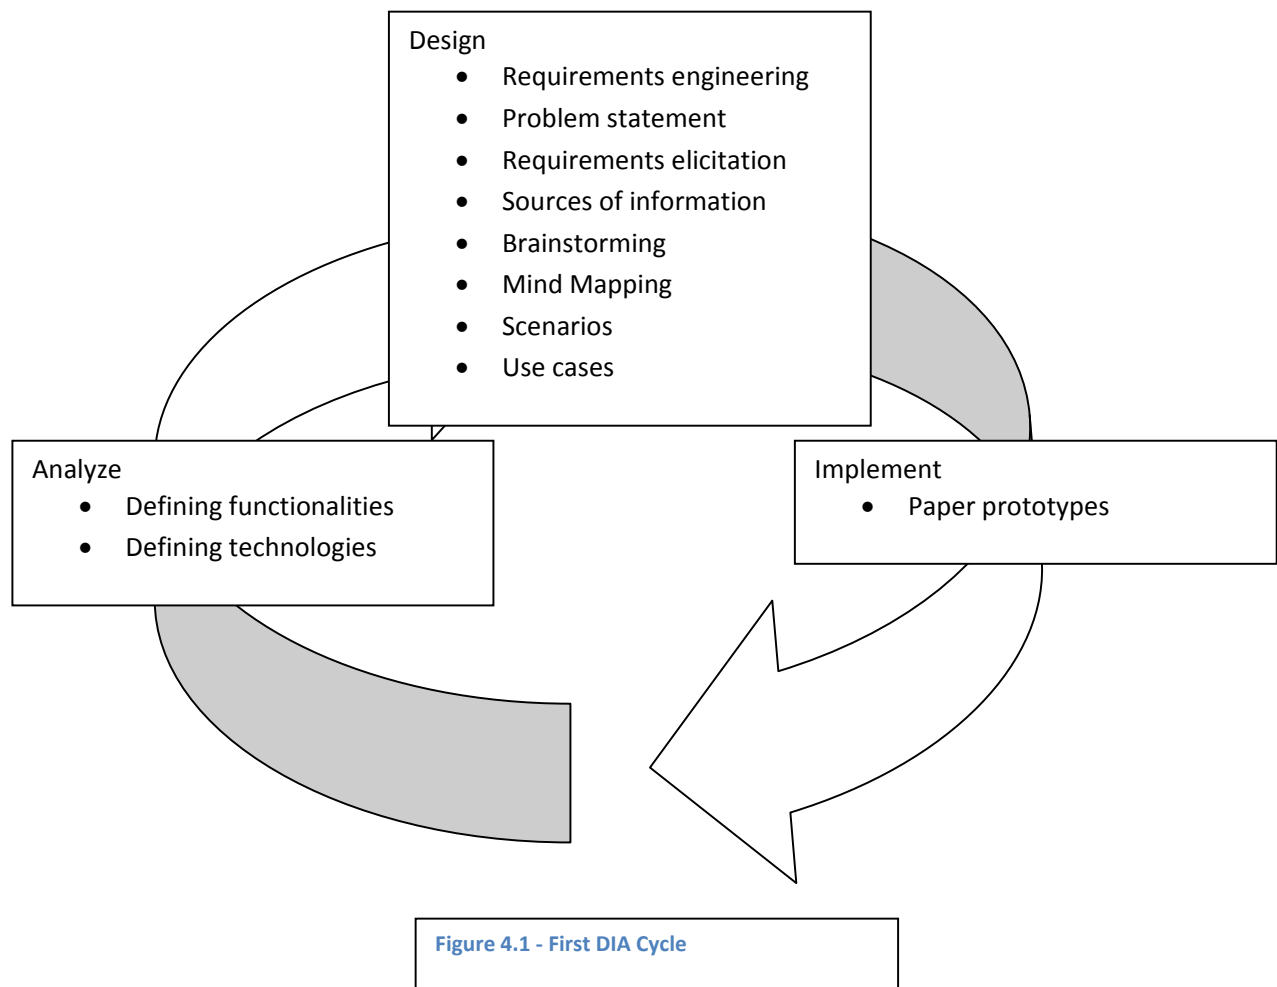 Design
• Requirements engineering
• Problem statement
• Requirements elicitation
• Sources of information
• Brainstorming
• Mind Mapping
• Scenarios
• Use cases
Analyze
• Defining functionalities
• Defining technologies
Implement
• Paper prototypes
Figure 4.1 - First DIA Cycle